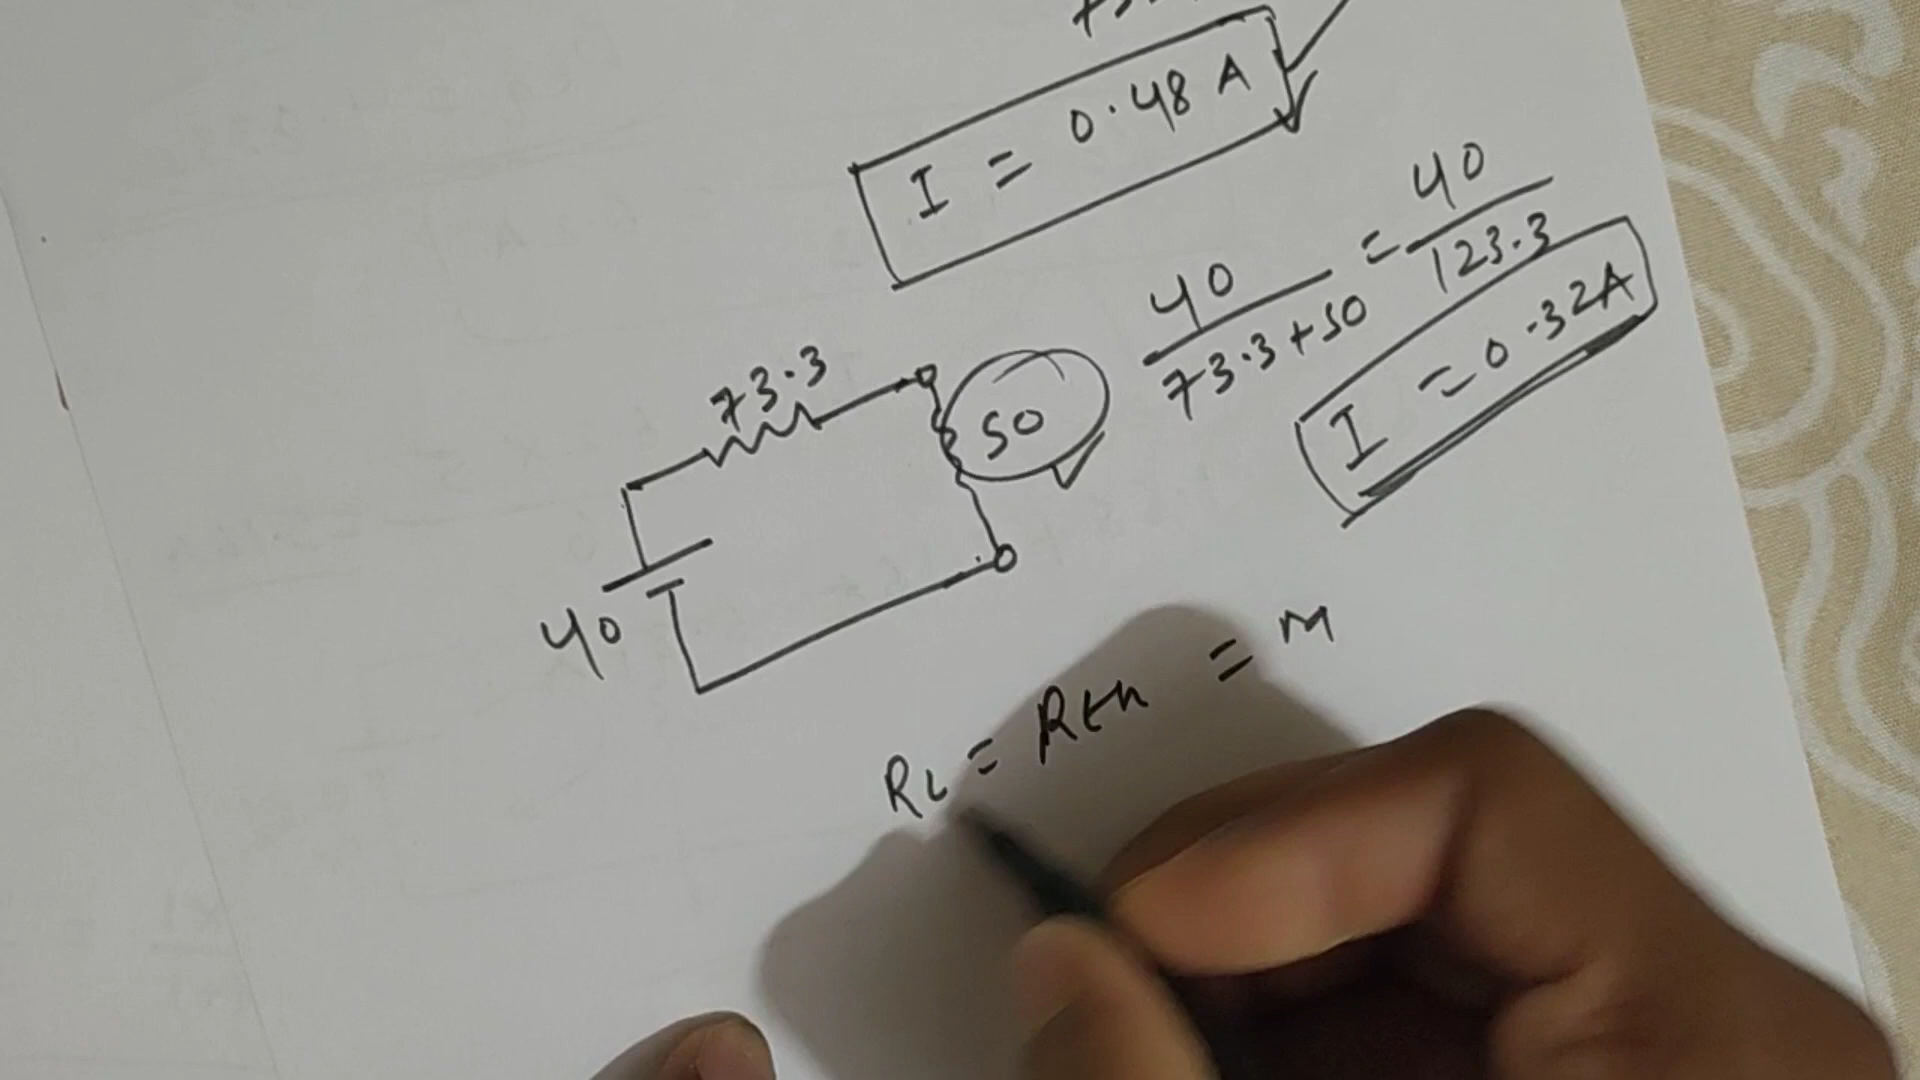 I = 0.48 A
40 / 73.3+50 = 40 / 123.3
I = 0.32A
73.3
50
40
RL = Rth = M